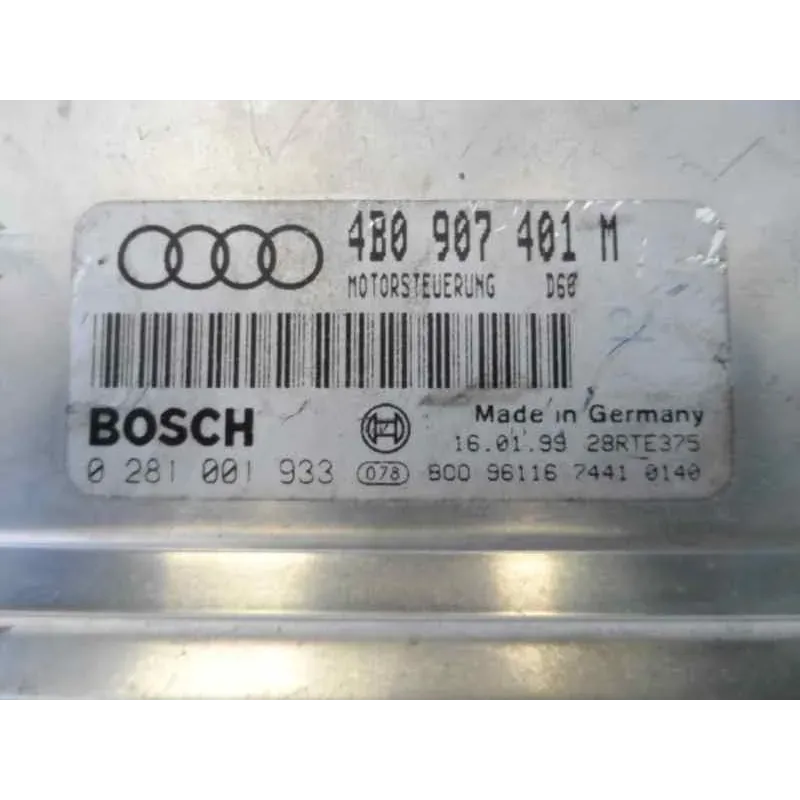 4B0 907 401 M
MOTORSTEUERUNG D60
BOSCH
Made in Germany
16.01.99 28RTE375
0 281 001 933 078 BCO 96116 7441 0140